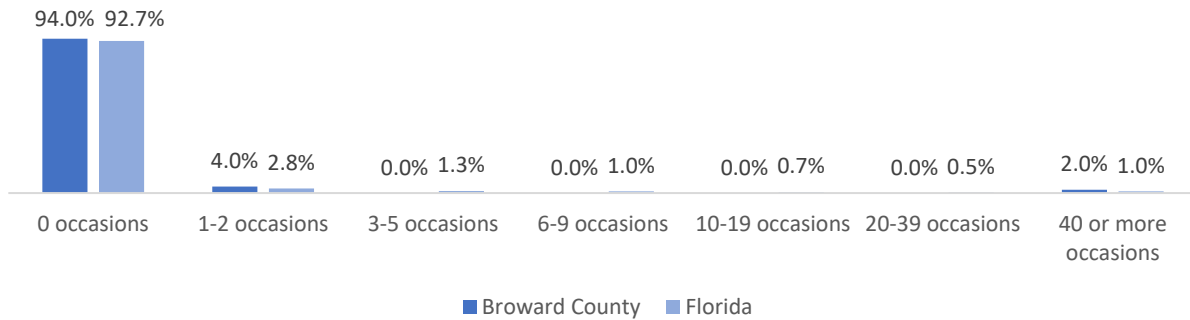 94.0% 92.7%
4.0% 2.8%
0.0% 1.3%
0.0% 1.0%
0.0% 0.7%
0.0% 0.5%
2.0% 1.0%
0 occasions
1-2 occasions
3-5 occasions
6-9 occasions
10-19 occasions
20-39 occasions
40 or more
occasions
Broward County
Florida